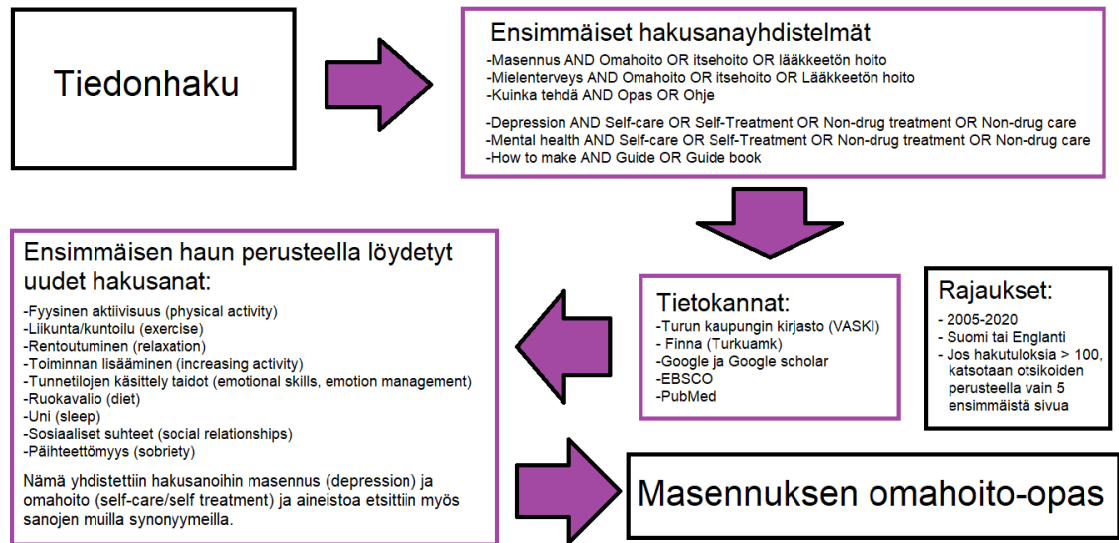 Tiedonhaku
Ensimmäiset hakusanayhdistelmät
-Masennus AND Omahoito OR itsehoito OR lääkkeetön hoito
-Mielenterveys AND Omahoito OR itsehoito OR Lääkkeetön hoito
-Kuinka tehdä AND Opas OR Ohje
-Depression AND Self-care OR Self-Treatment OR Non-drug treatment OR Non-drug care
-Mental health AND Self-care OR Self-Treatment OR Non-drug treatment OR Non-drug care
-How to make AND Guide OR Guide book
Tietokannat:
-Turun kaupungin kirjasto (VASKI)
- Finna (Turkuamk)
-Google ja Google scholar
-EBSCO
-PubMed
Rajaukset:
- 2005-2020
- Suomi tai Englanti
- Jos hakutuloksia > 100,
katsotaan otsikoiden
perusteella vain 5
ensimmäistä sivua
Ensimmäisen haun perusteella löydetyt
uudet hakusanat:
-Fyysinen aktiivisuus (physical activity)
-Liikunta/kuntoilu (exercise)
-Rentoutuminen (relaxation)
-Toiminnan lisääminen (increasing activity)
-Tunnetilojen käsittely taidot (emotional skills, emotion management)
-Ruokavalio (diet)
-Uni (sleep)
-Sosiaaliset suhteet (social relationships)
-Päihteettömyys (sobriety)
Nämä yhdistettiin hakusanoihin masennus (depression) ja
omahoito (self-care/self treatment) ja aineistoa etsittiin myös
sanojen muilla synonyymeilla.
Masennuksen omahoito-opas